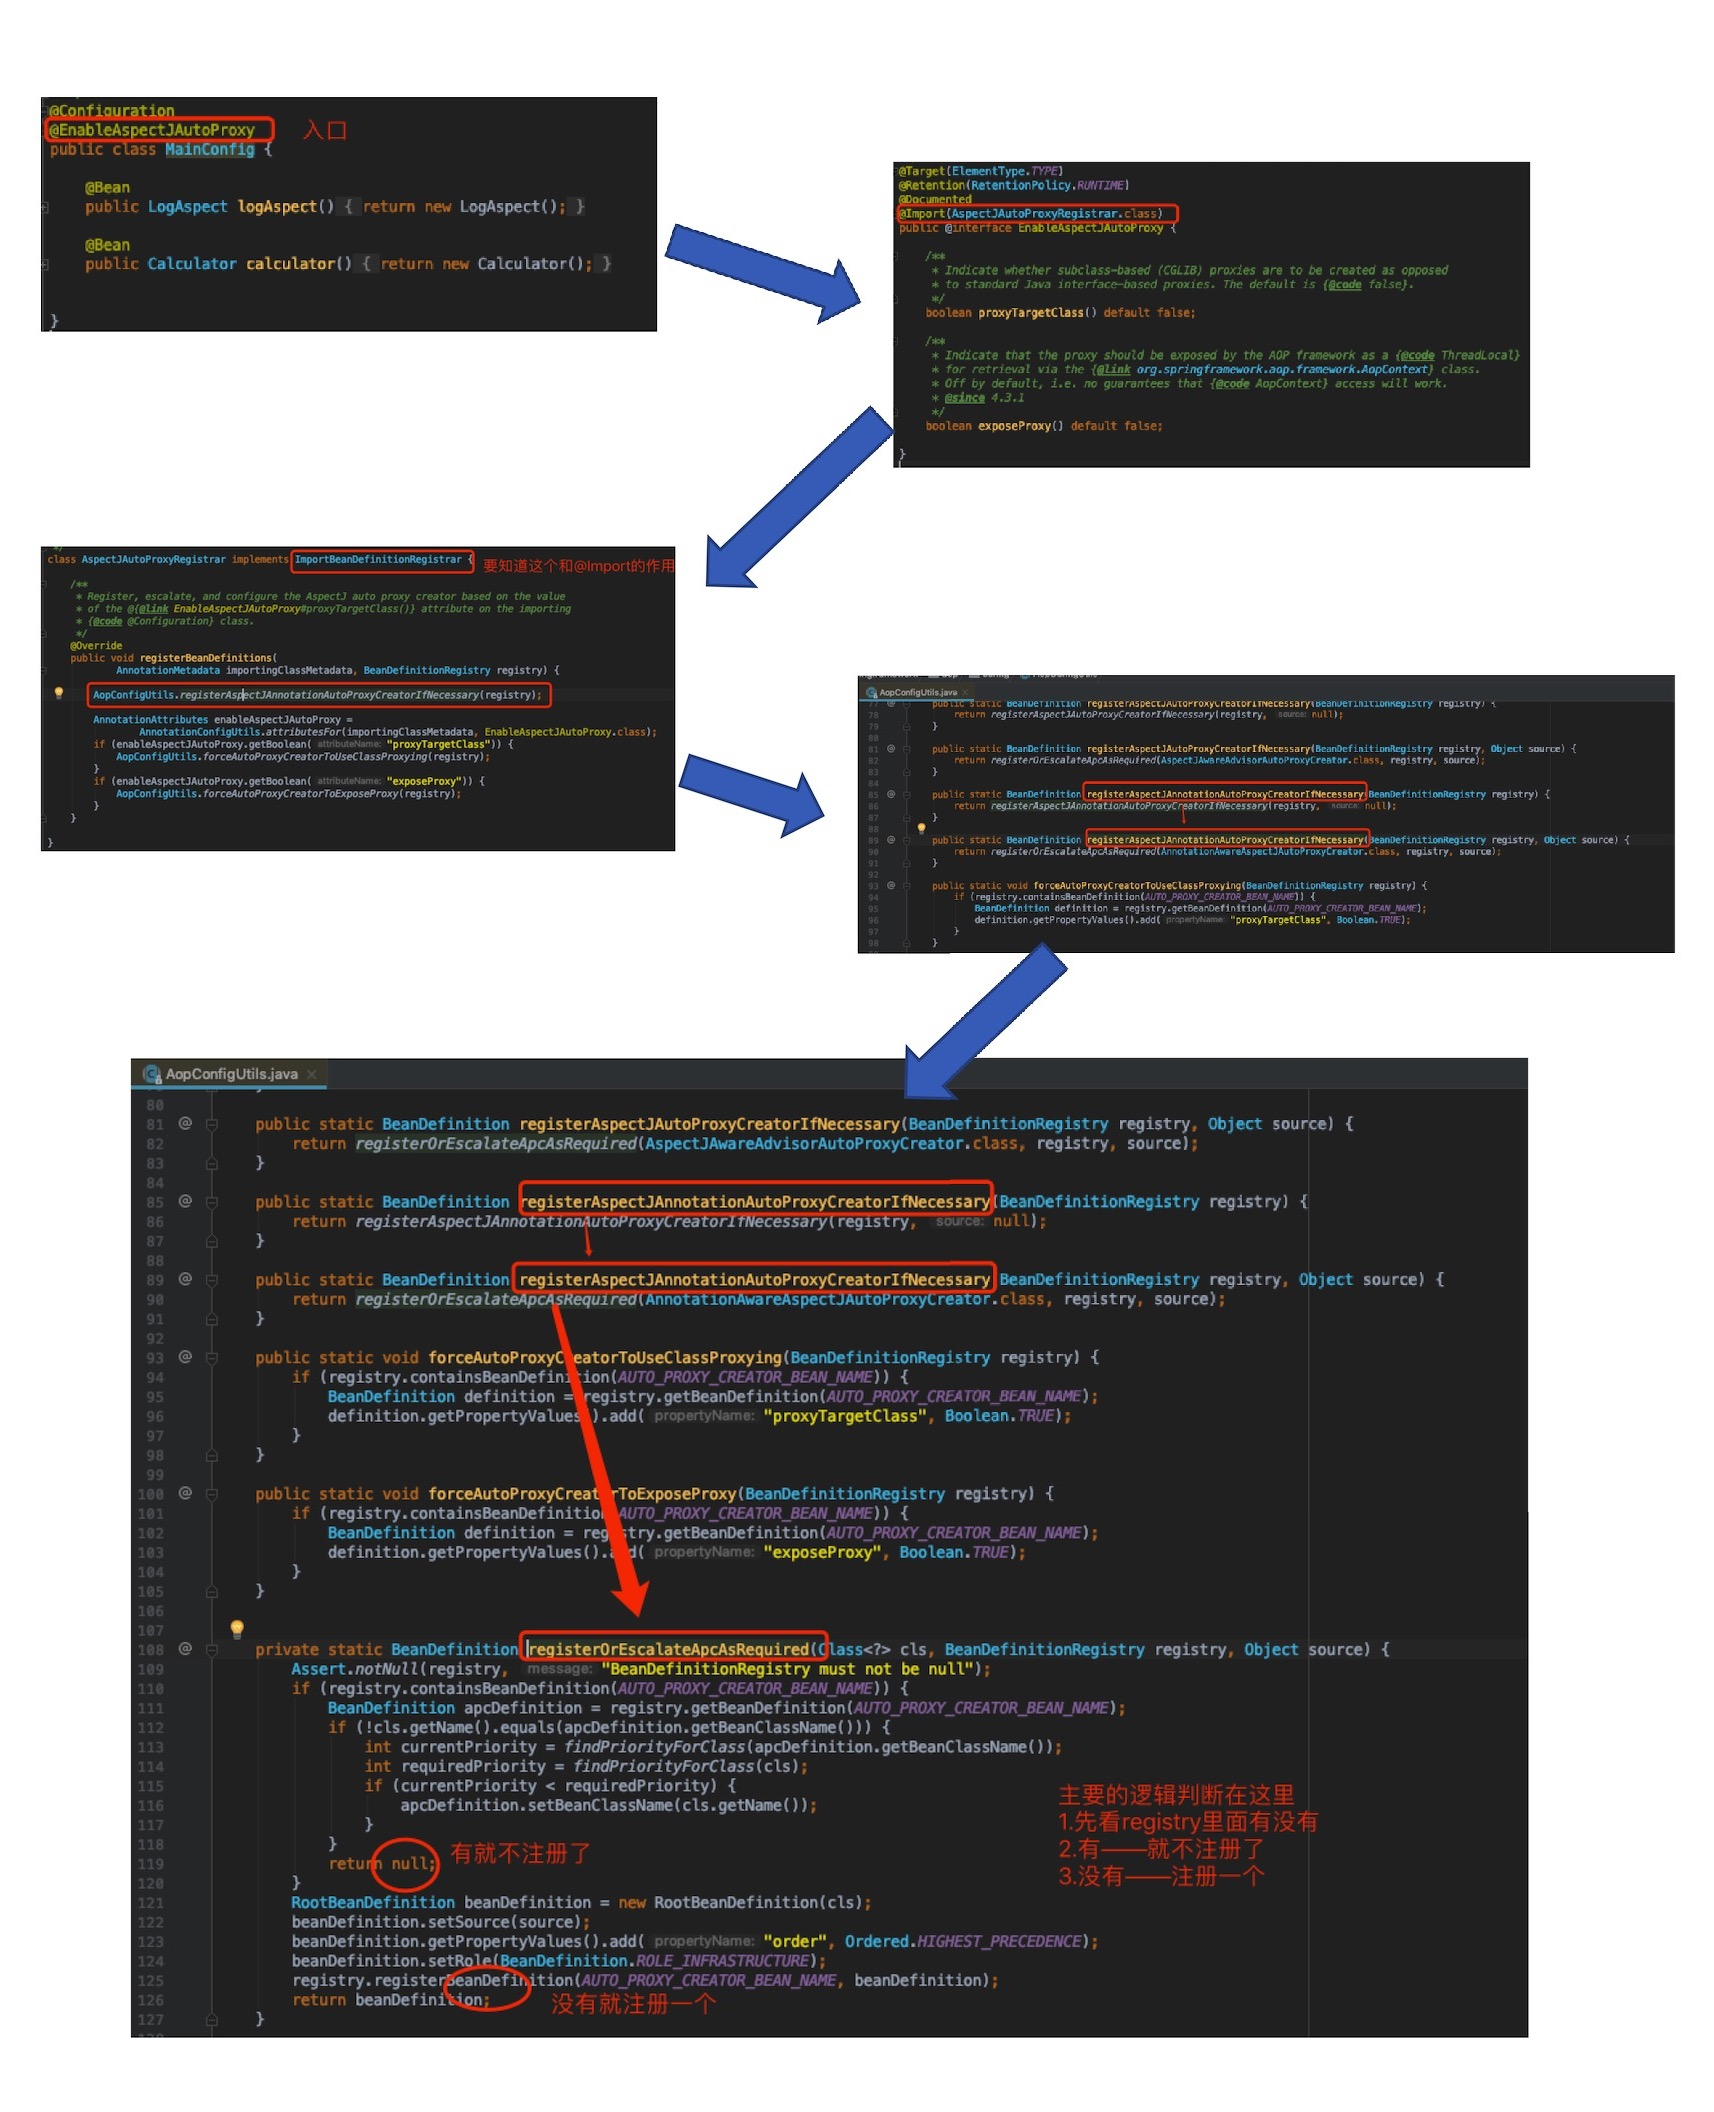 @Configuration
@EnableAspectJAutoProxy 入口
public class MainConfig {
@Bean
public LogAspect logAspect() { return new LogAspect(); }
@Bean
public Calculator calculator() { return new Calculator(); }
}
@Target(ElementType.TYPE)
@Retention(RetentionPolicy.RUNTIME)
@Documented
@Import(AspectJAutoProxyRegistrar.class)
public @interface EnableAspectJAutoProxy {
/**
* Indicate whether subclass-based (CGLIB) proxies are to be created as opposed
* to standard Java interface-based proxies. The default is {@code false}.
*/
boolean proxyTargetClass() default false;
/**
* Indicate that the proxy should be exposed by the AOP framework as a {@code ThreadLocal}
* for retrieval via the {@link org.springframework.aop.framework.AopContext} class.
* Off by default, i.e. no guarantees that {@code AopContext} access will work.
* @since 4.3.1
*/
boolean exposeProxy() default false;
}
*/
class AspectJAutoProxyRegistrar implements ImportBeanDefinitionRegistrar { 要知道这个和@Import的作用
/**
* Register, escalate, and configure the AspectJ auto proxy creator based on the value
* of the @{@link EnableAspectJAutoProxy#proxyTargetClass()} attribute on the importing
* {@code @Configuration} class.
*/
@Override
public void registerBeanDefinitions(
AnnotationMetadata importingClassMetadata, BeanDefinitionRegistry registry) {
AopConfigUtils.registerAspectJAnnotationAutoProxyCreatorIfNecessary(registry);
AnnotationAttributes enableAspectJAutoProxy =
AnnotationConfigUtils.attributesFor(importingClassMetadata, EnableAspectJAutoProxy.class);
if (enableAspectJAutoProxy.getBoolean( attributeName: "proxyTargetClass")) {
AopConfigUtils.forceAutoProxyCreatorToUseClassProxying(registry);
}
if (enableAspectJAutoProxy.getBoolean( attributeName: "exposeProxy")) {
AopConfigUtils.forceAutoProxyCreatorToExposeProxy(registry);
}
}
}
AopConfigUtils.java
77 @ public static BeanDefinition registerAspectJAutoProxyCreatorIfNecessary(BeanDefinitionRegistry registry) {
78 return registerAspectJAutoProxyCreatorIfNecessary(registry, source: null);
79 }
80
81 @ public static BeanDefinition registerAspectJAutoProxyCreatorIfNecessary(BeanDefinitionRegistry registry, Object source) {
82 return registerOrEscalateApcAsRequired(AspectJAwareAdvisorAutoProxyCreator.class, registry, source);
83 }
84
85 @ public static BeanDefinition registerAspectJAnnotationAutoProxyCreatorIfNecessary(BeanDefinitionRegistry registry) {
86 return registerAspectJAnnotationAutoProxyCreatorIfNecessary(registry, source: null);
87 }
88
89 @ public static BeanDefinition registerAspectJAnnotationAutoProxyCreatorIfNecessary(BeanDefinitionRegistry registry, Object source) {
90 return registerOrEscalateApcAsRequired(AnnotationAwareAspectJAutoProxyCreator.class, registry, source);
91 }
92
93 @ public static void forceAutoProxyCreatorToUseClassProxying(BeanDefinitionRegistry registry) {
94 if (registry.containsBeanDefinition(AUTO_PROXY_CREATOR_BEAN_NAME)) {
95 BeanDefinition definition = registry.getBeanDefinition(AUTO_PROXY_CREATOR_BEAN_NAME);
96 definition.getPropertyValues().add( propertyName: "proxyTargetClass", Boolean.TRUE);
97 }
98 }
AopConfigUtils.java
80
81 @ public static BeanDefinition registerAspectJAutoProxyCreatorIfNecessary(BeanDefinitionRegistry registry, Object source) {
82 return registerOrEscalateApcAsRequired(AspectJAwareAdvisorAutoProxyCreator.class, registry, source);
83 }
84
85 @ public static BeanDefinition registerAspectJAnnotationAutoProxyCreatorIfNecessary(BeanDefinitionRegistry registry) {
86 return registerAspectJAnnotationAutoProxyCreatorIfNecessary(registry, source: null);
87 }
88
89 @ public static BeanDefinition registerAspectJAnnotationAutoProxyCreatorIfNecessary(BeanDefinitionRegistry registry, Object source) {
90 return registerOrEscalateApcAsRequired(AnnotationAwareAspectJAutoProxyCreator.class, registry, source);
91 }
92
93 @ public static void forceAutoProxyCreatorToUseClassProxying(BeanDefinitionRegistry registry) {
94 if (registry.containsBeanDefinition(AUTO_PROXY_CREATOR_BEAN_NAME)) {
95 BeanDefinition definition = registry.getBeanDefinition(AUTO_PROXY_CREATOR_BEAN_NAME);
96 definition.getPropertyValues().add( propertyName: "proxyTargetClass", Boolean.TRUE);
97 }
98 }
99
100 @ public static void forceAutoProxyCreatorToExposeProxy(BeanDefinitionRegistry registry) {
101 if (registry.containsBeanDefinition(AUTO_PROXY_CREATOR_BEAN_NAME)) {
102 BeanDefinition definition = registry.getBeanDefinition(AUTO_PROXY_CREATOR_BEAN_NAME);
103 definition.getPropertyValues().add( propertyName: "exposeProxy", Boolean.TRUE);
104 }
105 }
106
107
108 @ private static BeanDefinition registerOrEscalateApcAsRequired(Class<?> cls, BeanDefinitionRegistry registry, Object source) {
109 Assert.notNull(registry, message: "BeanDefinitionRegistry must not be null");
110 if (registry.containsBeanDefinition(AUTO_PROXY_CREATOR_BEAN_NAME)) {
111 BeanDefinition apcDefinition = registry.getBeanDefinition(AUTO_PROXY_CREATOR_BEAN_NAME);
112 if (!cls.getName().equals(apcDefinition.getBeanClassName())) {
113 int currentPriority = findPriorityForClass(apcDefinition.getBeanClassName());
114 int requiredPriority = findPriorityForClass(cls);
115 if (currentPriority < requiredPriority) {
116 apcDefinition.setBeanClassName(cls.getName());
117 }
118 }
119 return null; 有就不注册了
120 }
121 RootBeanDefinition beanDefinition = new RootBeanDefinition(cls);
122 beanDefinition.setSource(source);
123 beanDefinition.getPropertyValues().add( propertyName: "order", Ordered.HIGHEST_PRECEDENCE);
124 beanDefinition.setRole(BeanDefinition.ROLE_INFRASTRUCTURE);
125 registry.registerBeanDefinition(AUTO_PROXY_CREATOR_BEAN_NAME, beanDefinition);
126 return beanDefinition; 没有就注册一个
127 }
主要的逻辑判断在这里
1.先看registry里面有没有
2.有——就不注册了
3.没有——注册一个